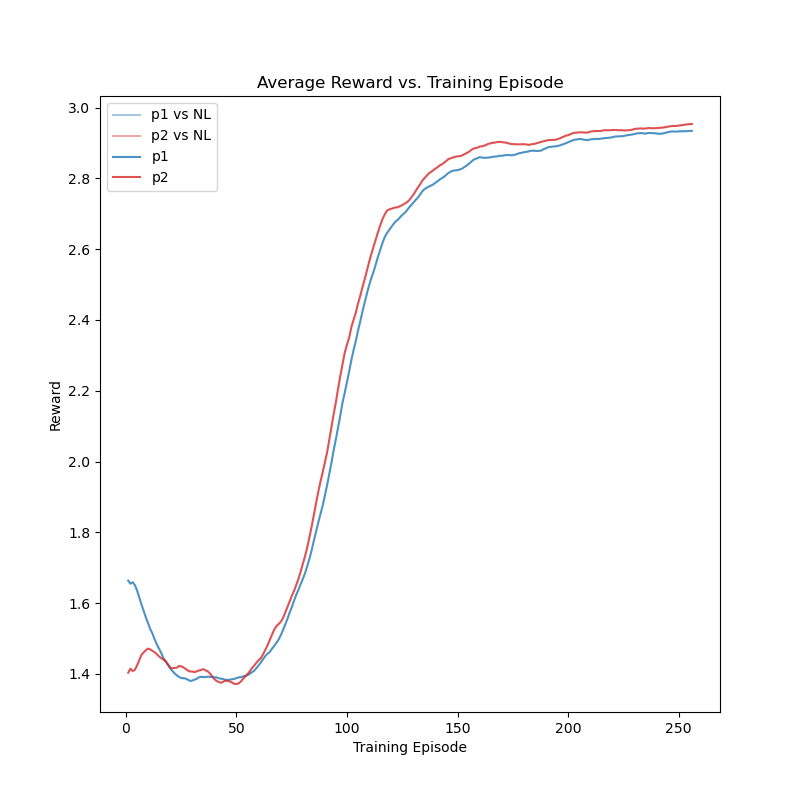 Average Reward vs. Training Episode
p1 vs NL
p2 vs NL
p1
p2
3.0
2.8
2.6
2.4
2.2
2.0
1.8
1.6
1.4
Reward
0 50 100 150 200 250
Training Episode